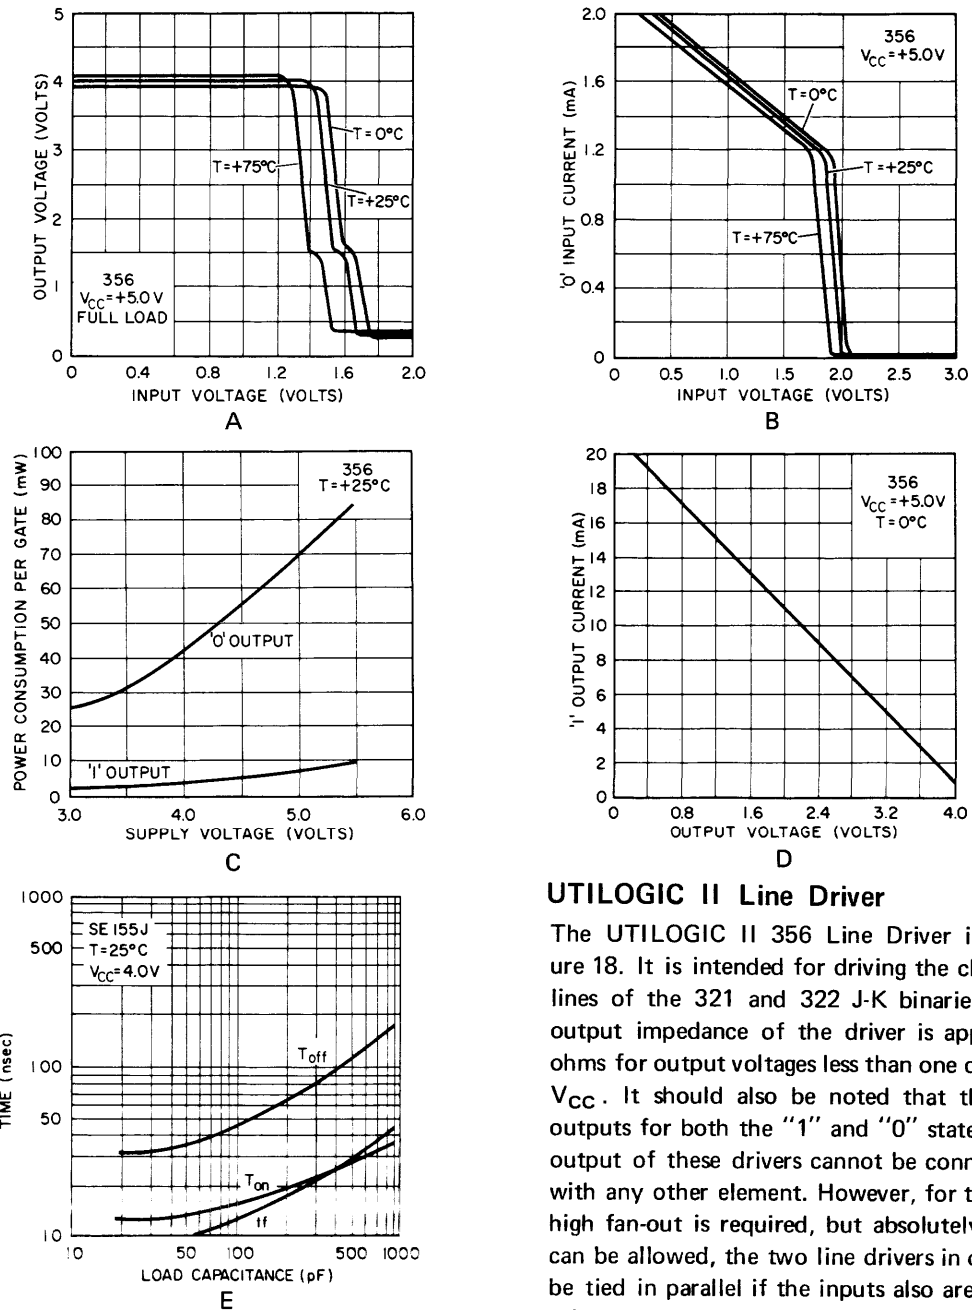 5
4
3
2
1
0
OUTPUT VOLTAGE (VOLTS)
T=0°C
T=+75°C
T=+25°C
356
VCC=+5.0V
FULL LOAD
0 0.4 0.8 1.2 1.6 2.0
INPUT VOLTAGE (VOLTS)
A
2.0
1.6
1.2
0.8
0.4
0
'0' INPUT CURRENT (mA)
356
VCC=+5.0V
T=0°C
T=+25°C
T=+75°C
0 0.5 1.0 1.5 2.0 3.0
INPUT VOLTAGE (VOLTS)
B
100
90
80
70
60
50
40
30
20
10
0
POWER CONSUMPTION PER GATE (mW)
356
T=+25°C
'0' OUTPUT
'1' OUTPUT
3.0 4.0 5.0 6.0
SUPPLY VOLTAGE (VOLTS)
C
20
18
16
14
12
10
8
6
4
2
0
'1' OUTPUT CURRENT (mA)
356
VCC=+5.0V
T=0°C
0 0.8 1.6 2.4 3.2 4.0
OUTPUT VOLTAGE (VOLTS)
D
1000
500
100
50
10
TIME (nsec)
SE 155J
T=25°C
VCC=4.0V
Toff
Ton
tf
10 50 100 500 1000
LOAD CAPACITANCE (pF)
E
UTILOGIC II Line Driver
The UTILOGIC II 356 Line Driver i
ure 18. It is intended for driving the cl
lines of the 321 and 322 J-K binaries
output impedance of the driver is app
ohms for output voltages less than one d
VCC. It should also be noted that th
outputs for both the "1" and "0" state
output of these drivers cannot be conn
with any other element. However, for t
high fan-out is required, but absolutely
can be allowed, the two line drivers in
be tied in parallel if the inputs also are